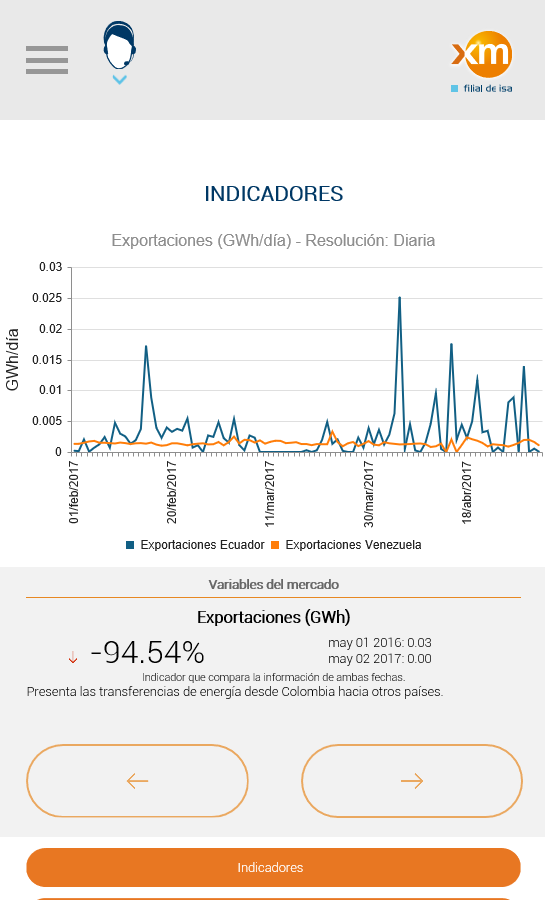 xm
filial de isa
INDICADORES
Exportaciones (GWh/día) - Resolución: Diaria
0.03
0.025
0.02
0.015
0.01
0.005
0
GWh/día
01/feb/2017
20/feb/2017
11/mar/2017
30/mar/2017
18/abr/2017
Exportaciones Ecuador Exportaciones Venezuela
Variables del mercado
Exportaciones (GWh)
-94.54%
may 01 2016: 0.03
may 02 2017: 0.00
Indicador que compara la información de ambas fechas.
Presenta las transferencias de energía desde Colombia hacia otros países.
Indicadores